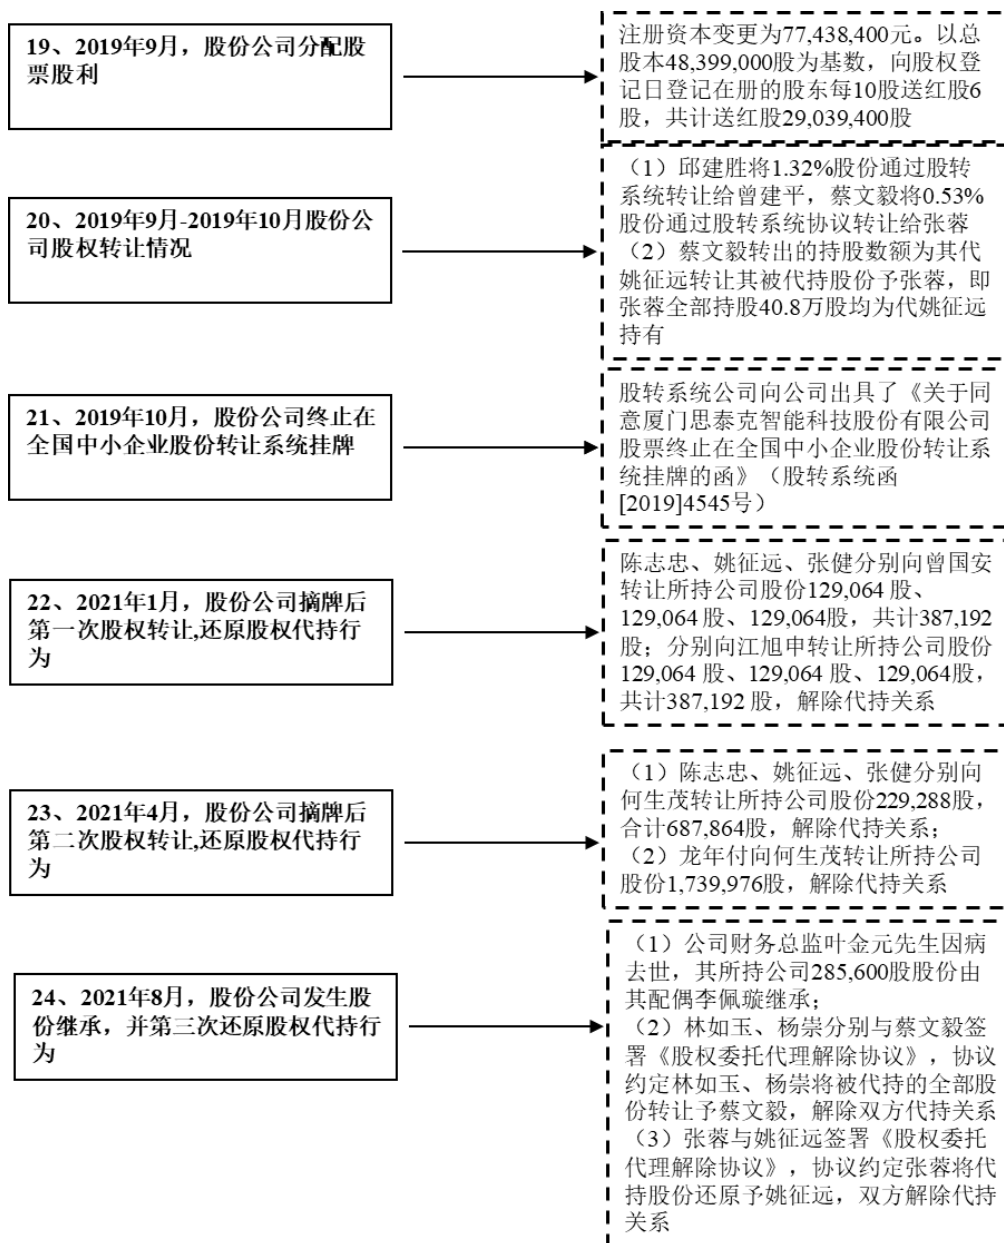 19、2019年9月，股份公司分配股
票股利
注册资本变更为77,438,400元。以总
股本48,399,000股为基数，向股权登
记日登记在册的股东每10股送红股6
股，共计送红股29,039,400股
20、2019年9月-2019年10月股份公
司股权转让情况
（1）邱建胜将1.32%股份通过股转
系统转让给曾建平，蔡文毅将0.53%
股份通过股转系统协议转让给张蓉
（2）蔡文毅转出的持股数额为其代
姚征远转让其被代持股份予张蓉，即
张蓉全部持股40.8万股均为代姚征远
持有
21、2019年10月，股份公司终止在
全国中小企业股份转让系统挂牌
股转系统公司向公司出具了《关于同
意厦门思泰克智能科技股份有限公司
股票终止在全国中小企业股份转让系
统挂牌的函》（股转系统函
[2019]4545号）
22、2021年1月，股份公司摘牌后
第一次股权转让,还原股权代持行
为
陈志忠、姚征远、张健分别向曾国安
转让所持公司股份129,064 股、
129,064 股、129,064股，共计387,192
股；分别向江旭申转让所持公司股份
129,064 股、129,064 股、129,064股，
共计387,192 股，解除代持关系
23、2021年4月，股份公司摘牌后
第二次股权转让,还原股权代持行
为
（1）陈志忠、姚征远、张健分别向
何生茂转让所持公司股份229,288股，
合计687,864股，解除代持关系；
（2）龙年付向何生茂转让所持公司
股份1,739,976股，解除代持关系
24、2021年8月，股份公司发生股
份继承，并第三次还原股权代持行
为
（1）公司财务总监叶金元先生因病
去世，其所持公司285,600股股份由
其配偶李佩璇继承；
（2）林如玉、杨崇分别与蔡文毅签
署《股权委托代理解除协议》，协议
约定林如玉、杨崇将被代持的全部股
份转让予蔡文毅，解除双方代持关系
（3）张蓉与姚征远签署《股权委托
代理解除协议》，协议约定张蓉将代
持股份还原予姚征远，双方解除代持
关系